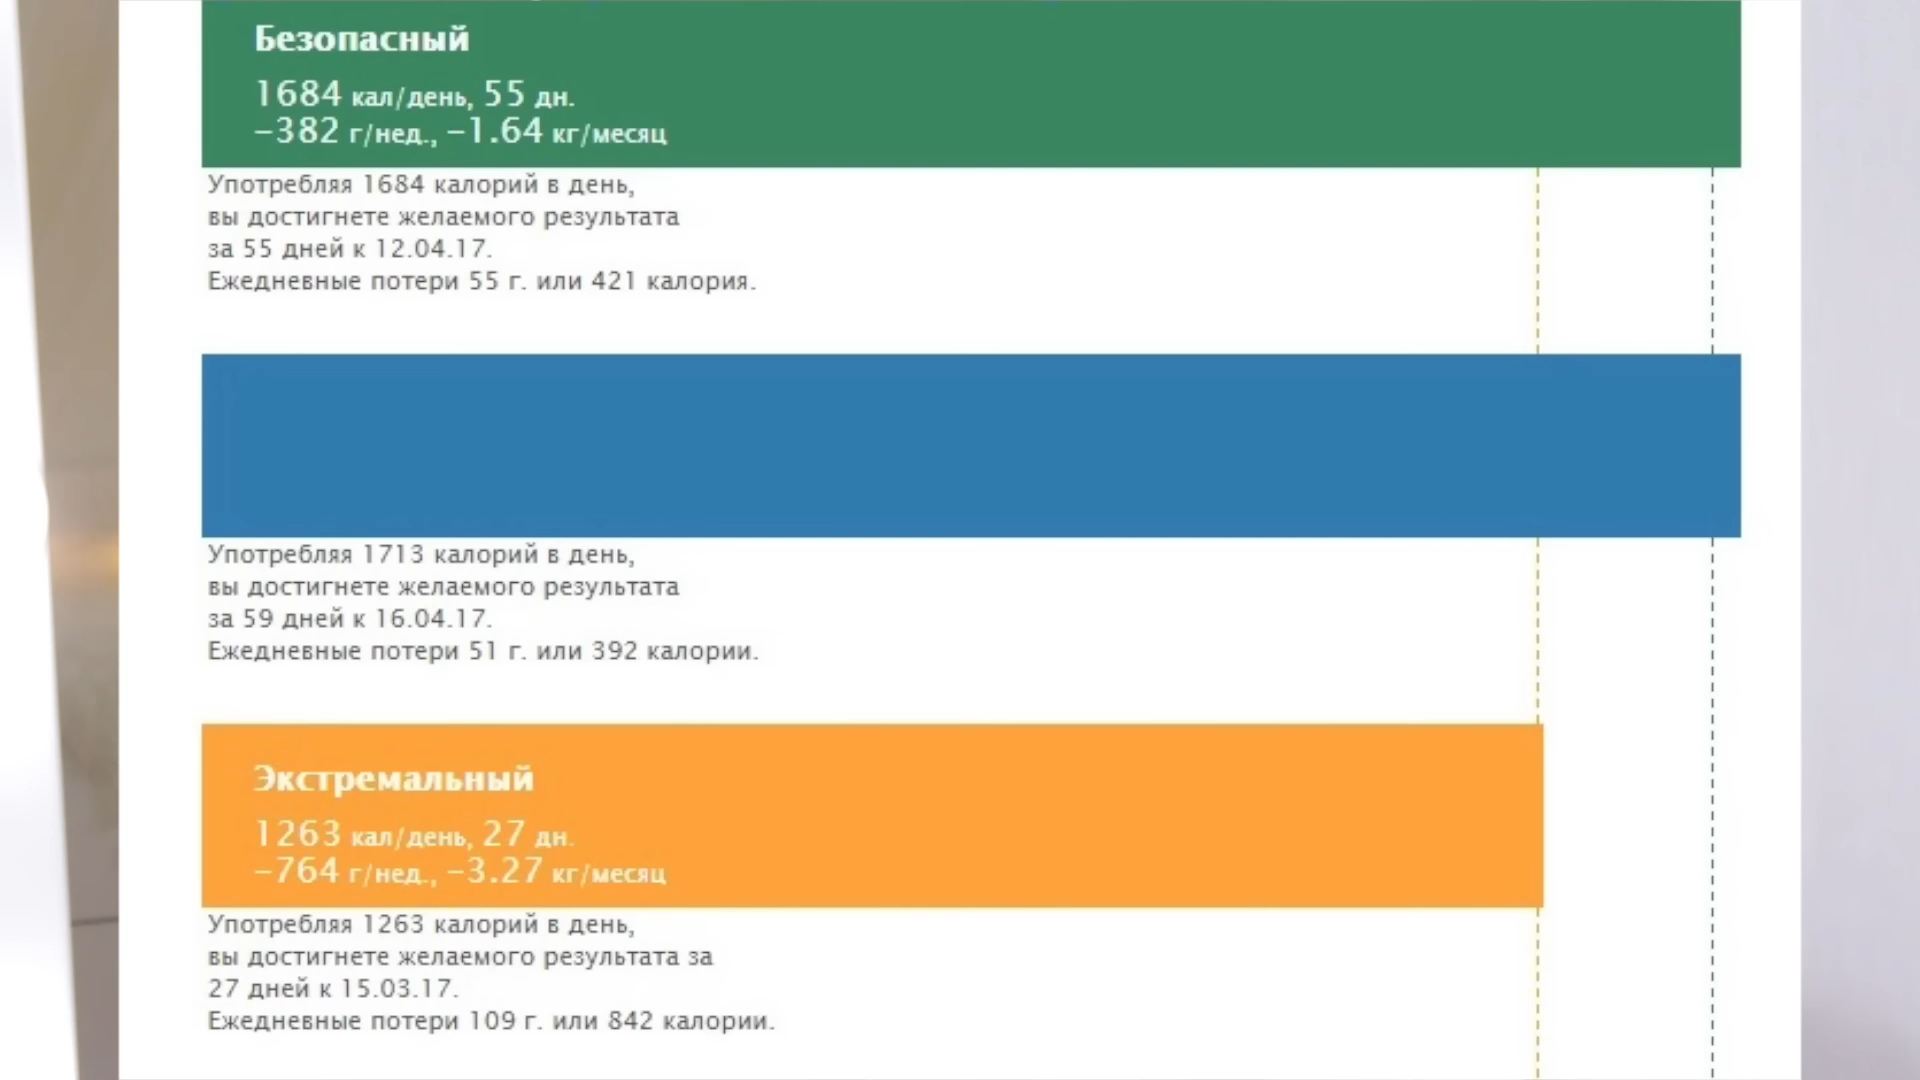 Безопасный
1684 кал/день, 55 дн.
−382 г/нед., −1.64 кг/месяц
Употребляя 1684 калорий в день,
вы достигнете желаемого результата
за 55 дней к 12.04.17.
Ежедневные потери 55 г. или 421 калория.
Употребляя 1713 калорий в день,
вы достигнете желаемого результата
за 59 дней к 16.04.17.
Ежедневные потери 51 г. или 392 калории.
Экстремальный
1263 кал/день, 27 дн.
−764 г/нед., −3.27 кг/месяц
Употребляя 1263 калорий в день,
вы достигнете желаемого результата за
27 дней к 15.03.17.
Ежедневные потери 109 г. или 842 калории.